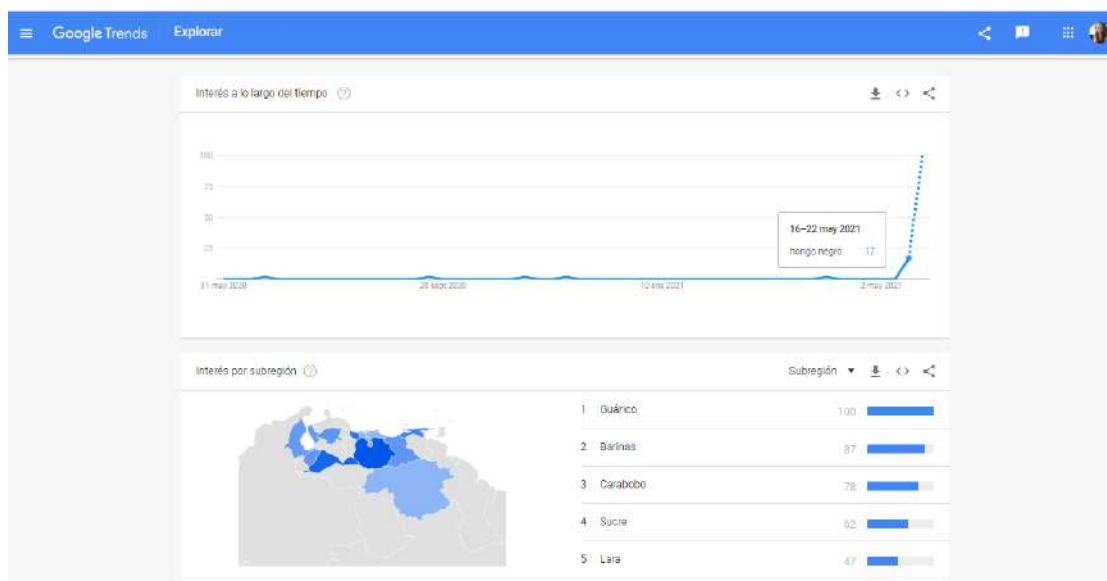 Google Trends Explorar
Interés a lo largo del tiempo
100
75
50
25
16–22 may 2021
hongo negro 17
31 may 2020 20 sept 2020 10 ene 2021 2 may 2021
Interés por subregión Subregión
1 Guárico 100
2 Barinas 87
3 Carabobo 78
4 Sucre 62
5 Lara 47